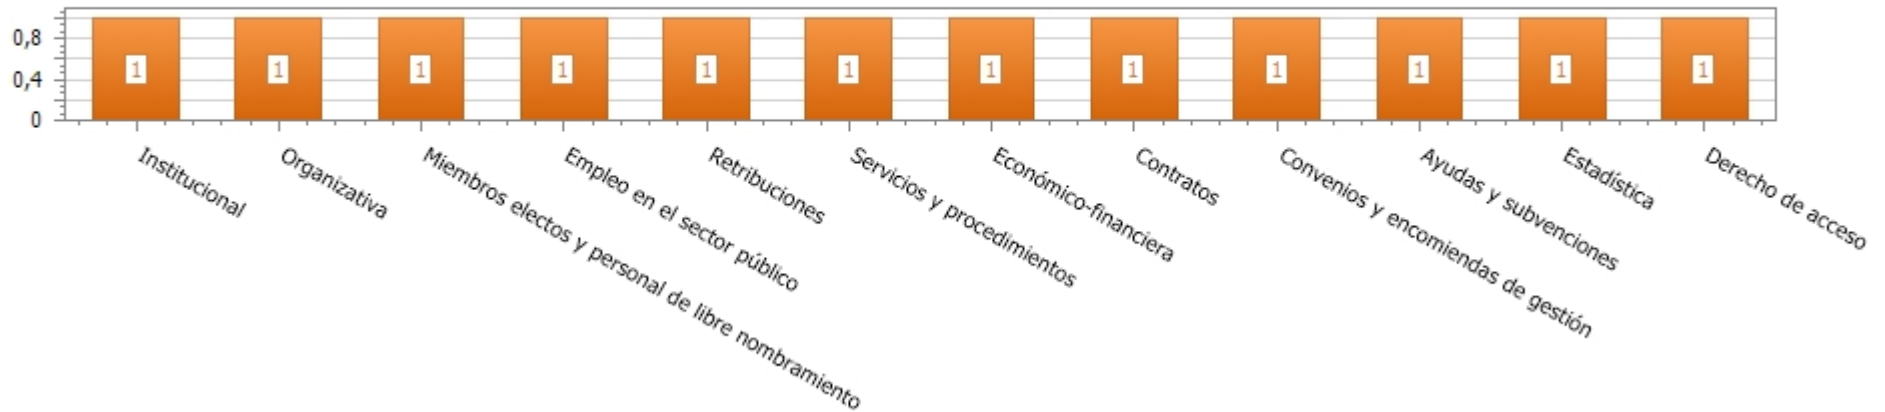 0,8
0,4
0
1
1
1
1
1
1
1
1
1
1
1
1
Institucional
Organizativa
Miembros electos y personal de libre nombramiento
Empleo en el sector público
Retribuciones
Servicios y procedimientos
Económico-financiera
Contratos
Convenios y encomiendas de gestión
Ayudas y subvenciones
Estadística
Derecho de acceso